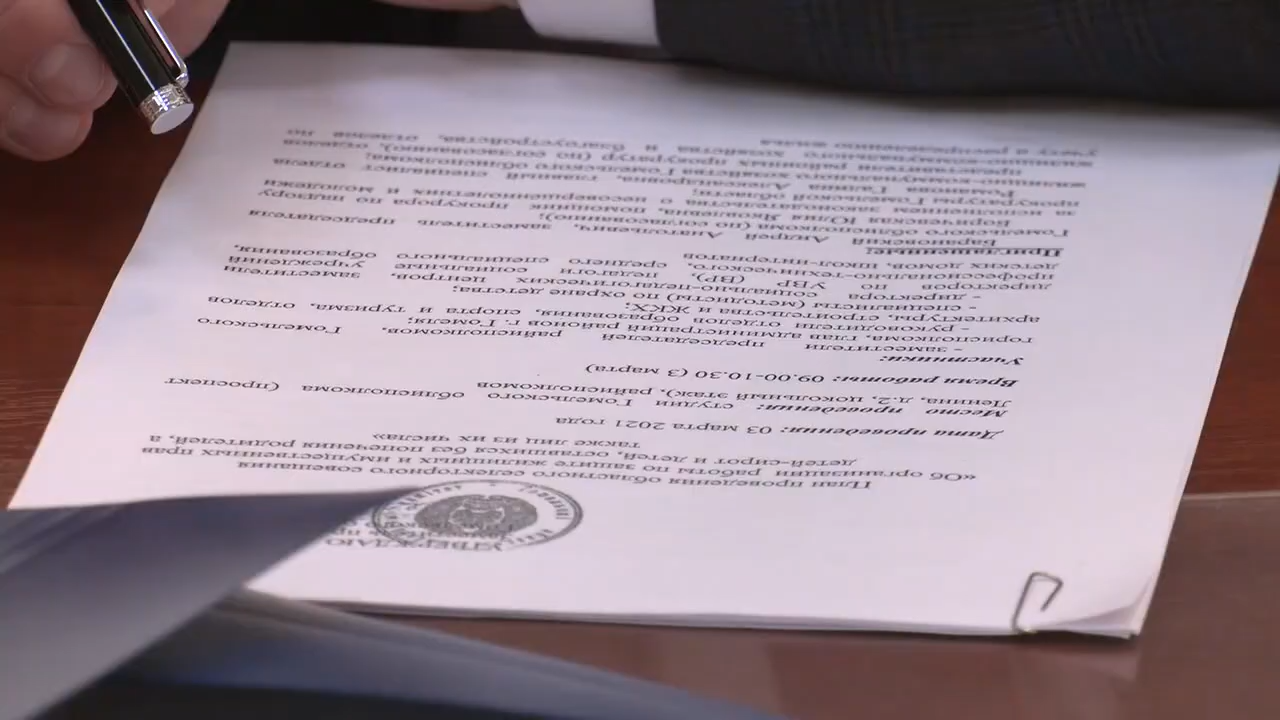 УТВЕРЖДАЮ
План проведения областного селекторного совещания
«Об организации работы по защите жилищных и имущественных прав
детей-сирот и детей, оставшихся без попечения родителей, а
также лиц из их числа»
Дата проведения: 03 марта 2021 года
Место проведения: студии Гомельского облисполкома (проспект
Ленина, д.2, цокольный этаж), райисполкомов
Время работы: 09.00-10.30 (3 марта)
Участники:
- заместители председателей райисполкомов, Гомельского
горисполкома, глав администраций районов г. Гомеля;
- руководители отделов образования, спорта и туризма, отделов
архитектуры, строительства и ЖКХ;
- специалисты (методисты) по охране детства;
- директора социально-педагогических центров, заместители
директоров по УВР (ВР), педагоги социальные учреждений
профессионально-технического, среднего специального образования,
детских домов, школ-интернатов
Приглашенные:
Барановский Андрей Анатольевич, заместитель председателя
Гомельского облисполкома (по согласованию);
Боричевская Юлия Яковлевна, помощник прокурора по надзору
за исполнением законодательства о несовершеннолетних и молодежи
прокуратуры Гомельской области;
Романова Галина Александровна, главный специалист отдела
жилищно-коммунального хозяйства Гомельского облисполкома;
представители районных прокуратур (по согласованию), отделов
жилищно-коммунального хозяйства и благоустройства, отделов по
учету и распределению жилья